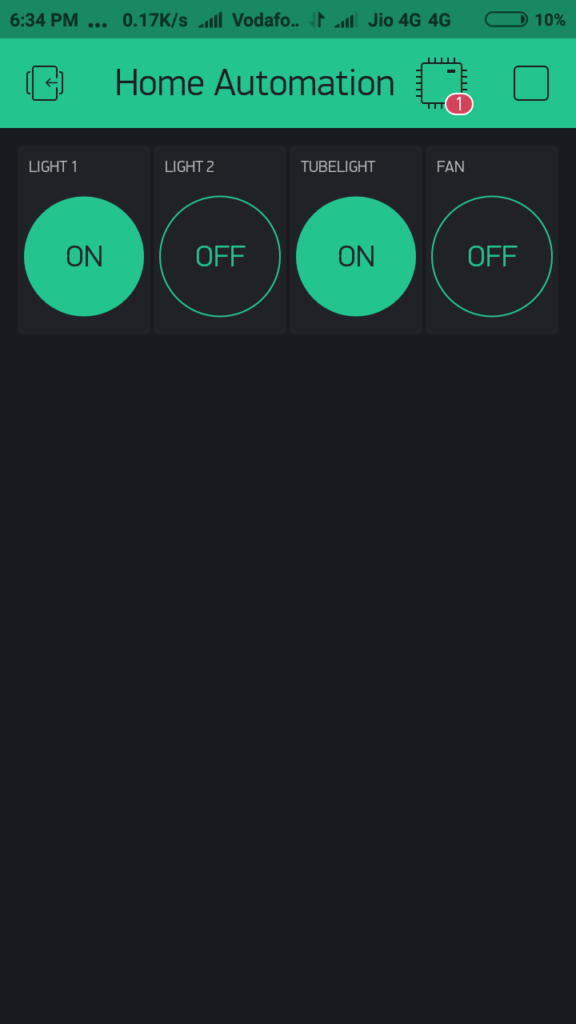 6:34 PM ... 0.17K/s Vodafo.. Jio 4G 4G 10%
Home Automation
1
LIGHT 1 LIGHT 2 TUBELIGHT FAN
ON OFF ON OFF